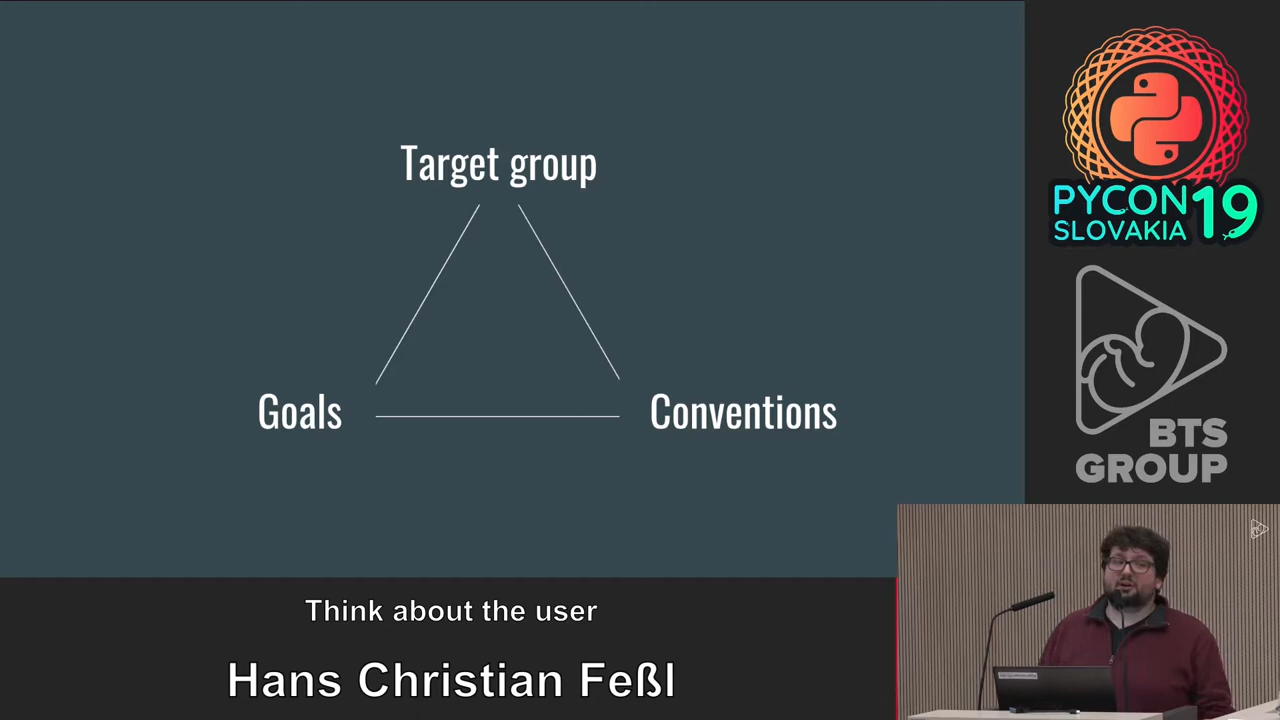 Target group
Goals
Conventions
PYCON 19
SLOVAKIA
BTS
GROUP
Think about the user
Hans Christian Feßl